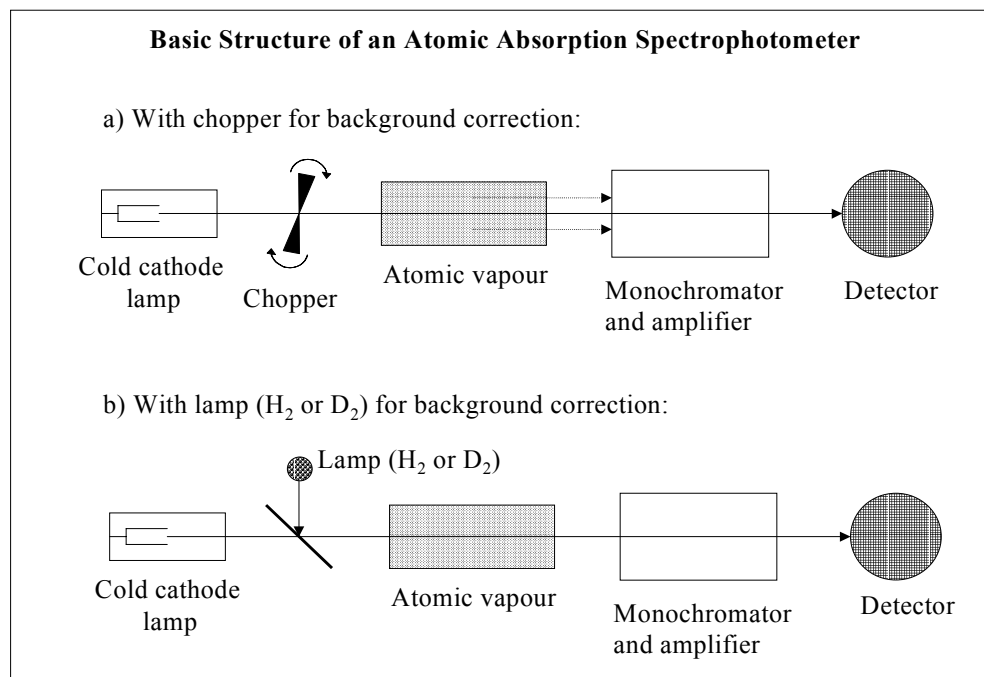 Basic Structure of an Atomic Absorption Spectrophotometer
a) With chopper for background correction:
Cold cathode
lamp
Chopper
Atomic vapour
Monochromator
and amplifier
Detector
b) With lamp (H₂ or D₂) for background correction:
Lamp (H₂ or D₂)
Cold cathode
lamp
Atomic vapour
Monochromator
and amplifier
Detector